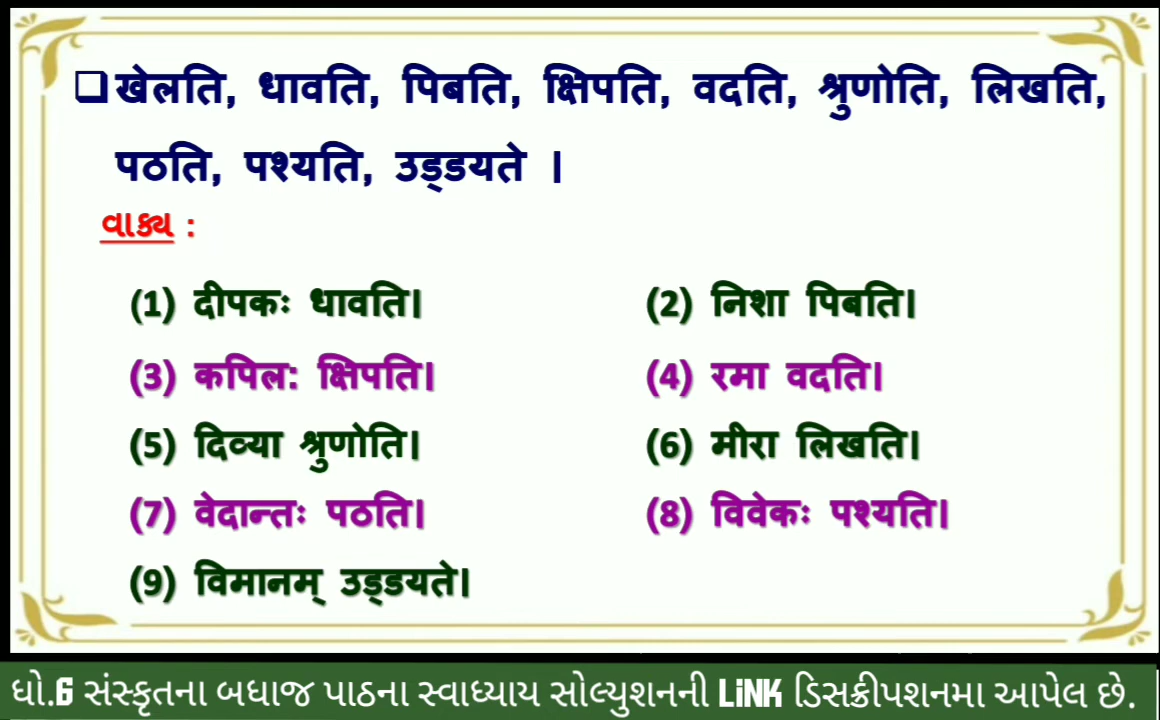 ❑खेलति, धावति, पिबति, क्षिपति, वदति, श्रुणोति, लिखति,
पठति, पश्यति, उड्डयते ।
વાક્ય :
(1) दीपकः धावति। (2) निशा पिबति।
(3) कपिल: क्षिपति। (4) रमा वदति।
(5) दिव्या श्रुणोति। (6) मीरा लिखति।
(7) वेदान्तः पठति। (8) विवेकः पश्यति।
(9) विमानम् उड्डयते।
ધો.6 સંસ્કૃતના બધાજ પાઠના સ્વાધ્યાય સોલ્યુશનની LiNK ડિસક્રીપશનમા આપેલ છે.